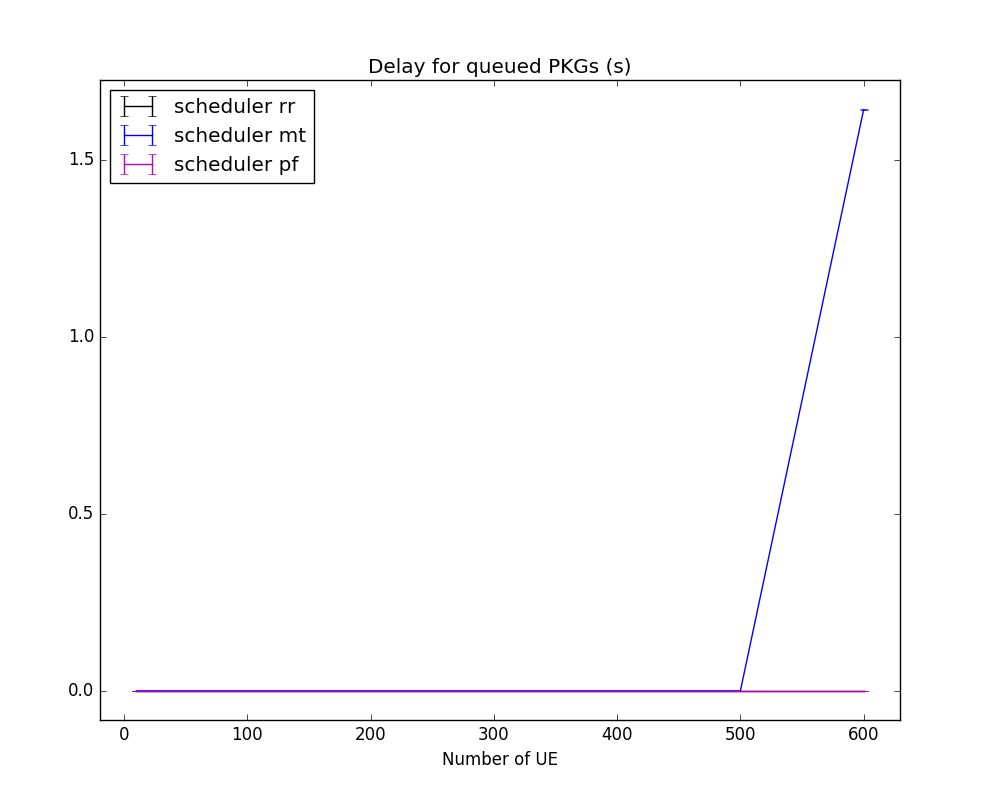 Delay for queued PKGs (s)
scheduler rr
scheduler mt
scheduler pf
1.5
1.0
0.5
0.0
0 100 200 300 400 500 600
Number of UE